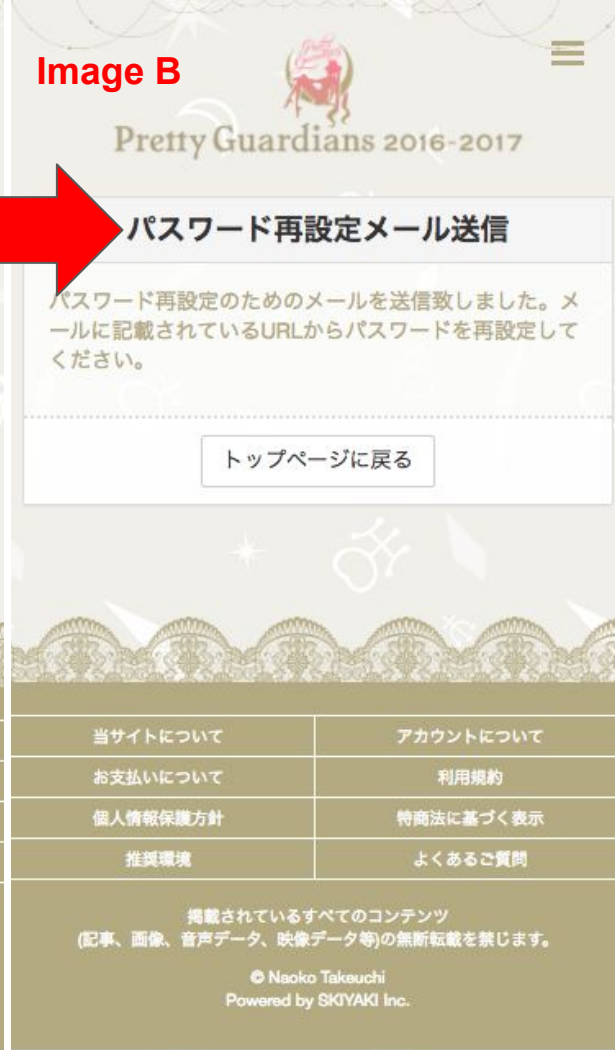 Image B
Pretty Guardians
Pretty Guardians 2016-2017
パスワード再設定メール送信
パスワード再設定のためのメールを送信致しました。メ
ールに記載されているURLからパスワードを再設定して
ください。
トップページに戻る
当サイトについて
アカウントについて
お支払いについて
利用規約
個人情報保護方針
特商法に基づく表示
推奨環境
よくあるご質問
掲載されているすべてのコンテンツ
(記事、画像、音声データ、映像データ等)の無断転載を禁じます。
© Naoko Takeuchi
Powered by SKIYAKI Inc.